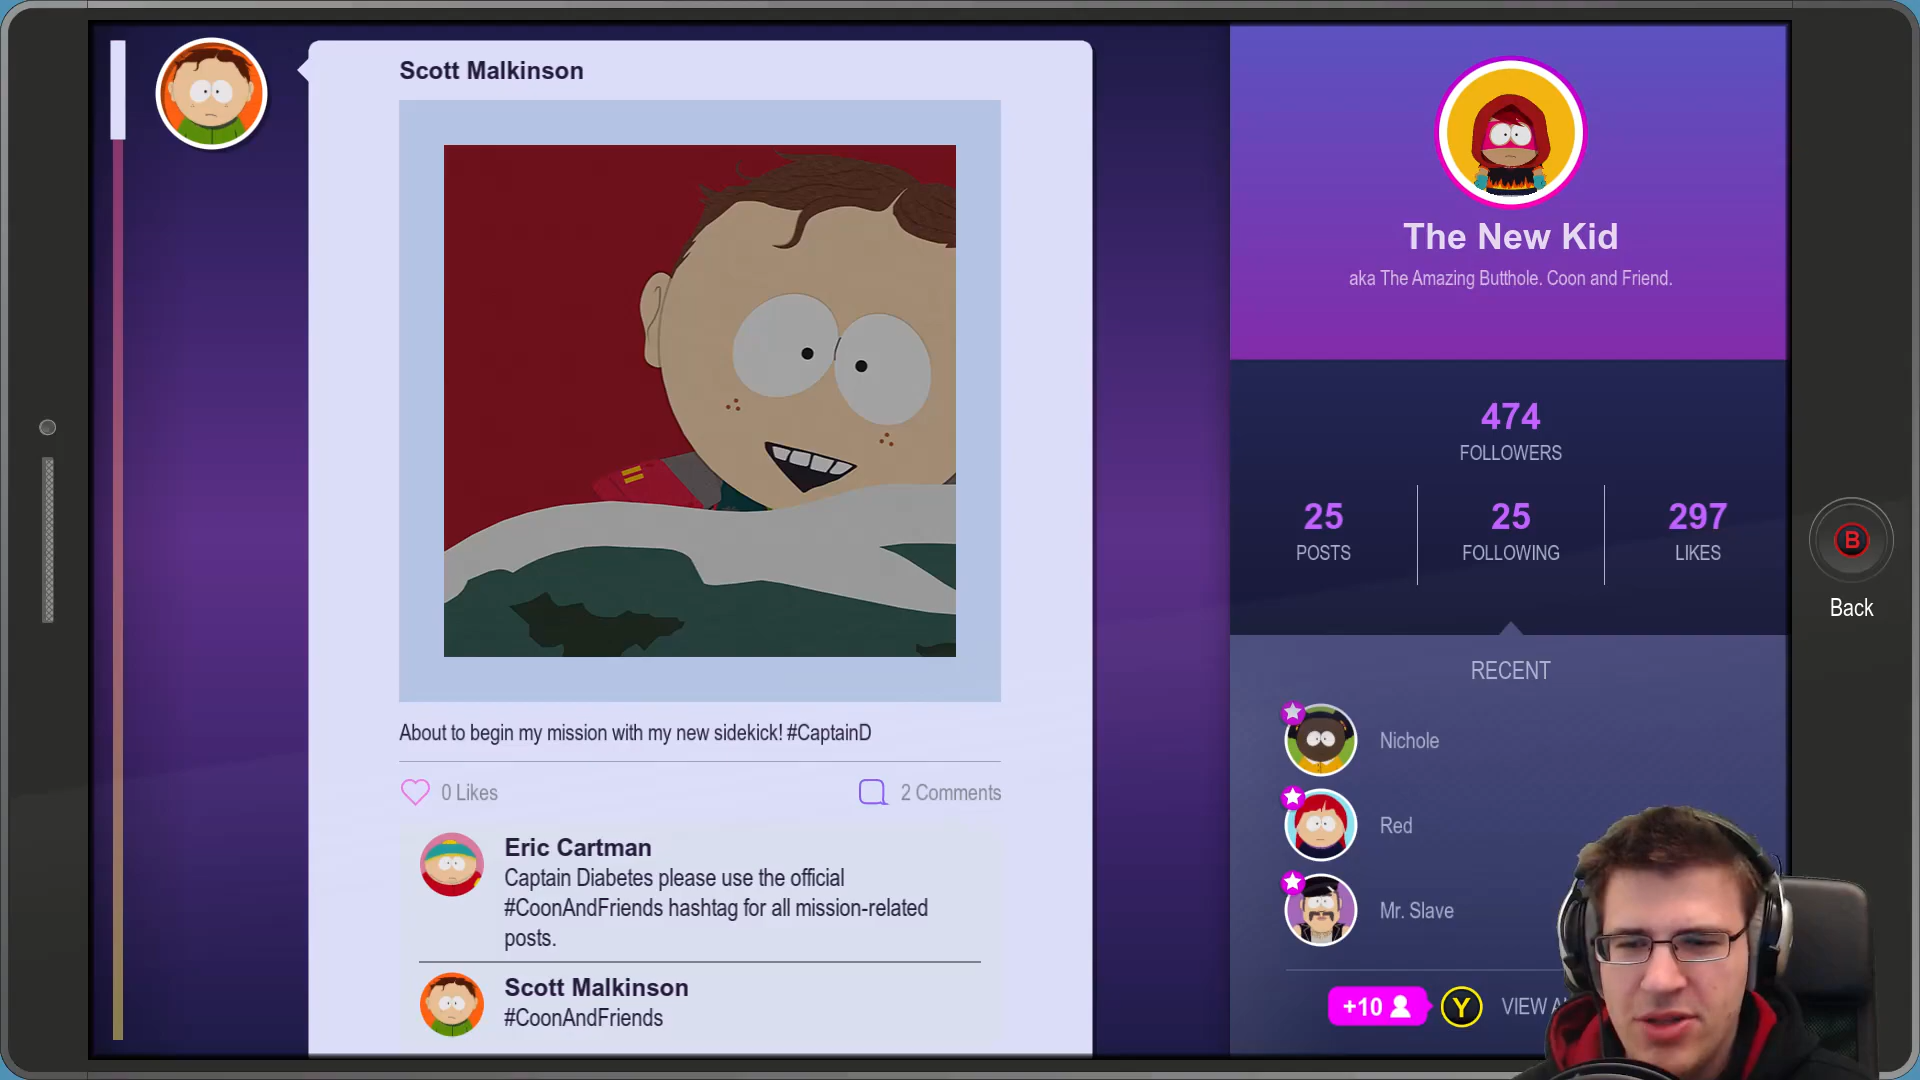 Scott Malkinson
About to begin my mission with my new sidekick! #CaptainD
0 Likes
2 Comments
Eric Cartman
Captain Diabetes please use the official
#CoonAndFriends hashtag for all mission-related
posts.
Scott Malkinson
#CoonAndFriends
The New Kid
aka The Amazing Butthole. Coon and Friend.
474
FOLLOWERS
25
POSTS
25
FOLLOWING
297
LIKES
RECENT
Nichole
Red
Mr. Slave
+10
Y
VIEW
B
Back